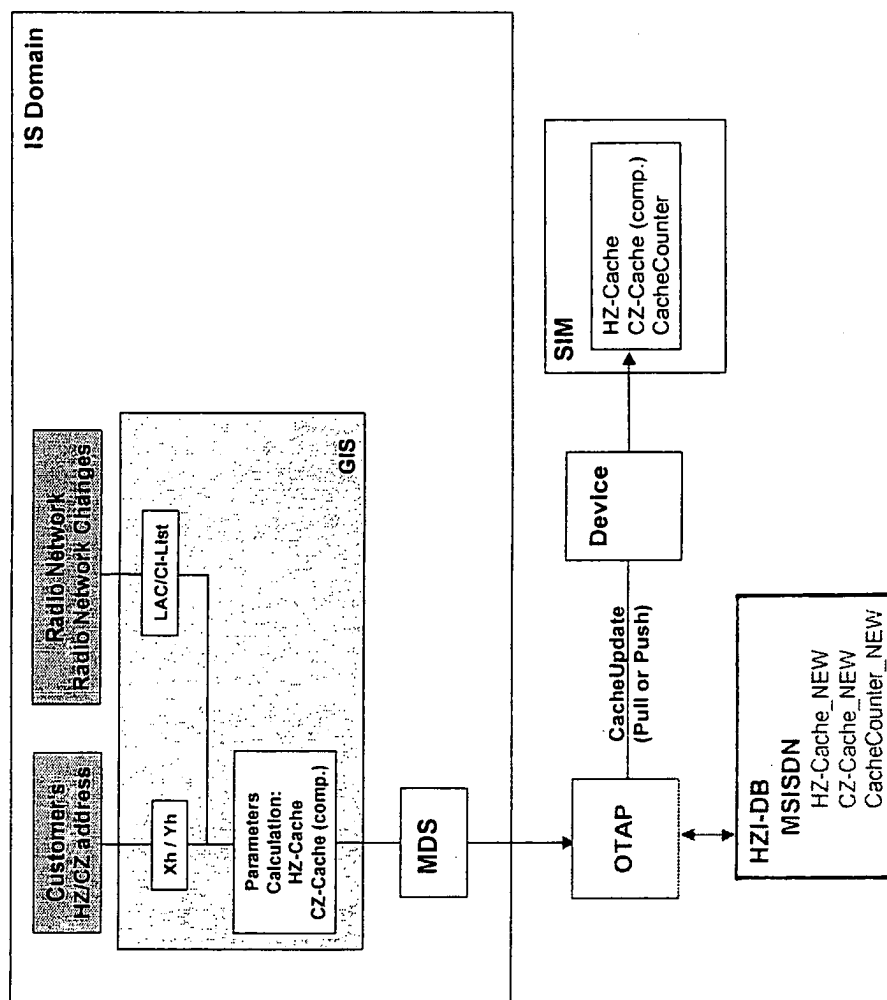 IS Domain
Customer's
HZ/CZ address
Radio Network
Radio Network Changes
Xh / Yh
LAC/CI-List
Parameters
Calculation:
HZ-Cache
CZ-Cache (comp.)
GIS
MDS
OTAP
CacheUpdate
(Pull or Push)
Device
SIM
HZ-Cache
CZ-Cache (comp.)
CacheCounter
HZI-DB
MSISDN
HZ-Cache_NEW
CZ-Cache_NEW
CacheCounter_NEW